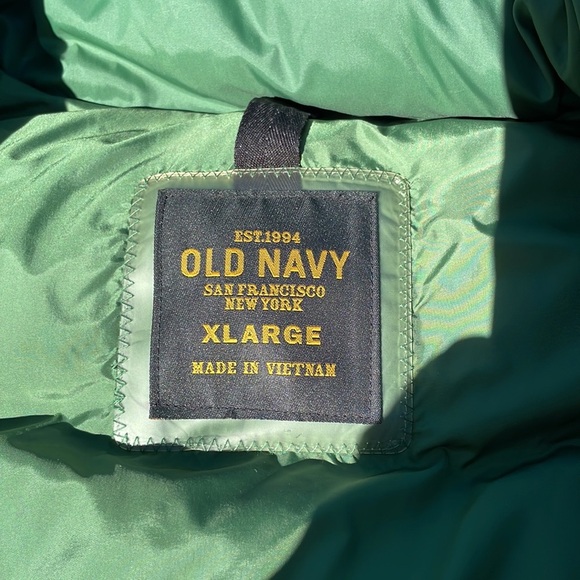 EST.1994
OLD NAVY
SAN FRANCISCO
NEW YORK
XLARGE
MADE IN VIETNAM